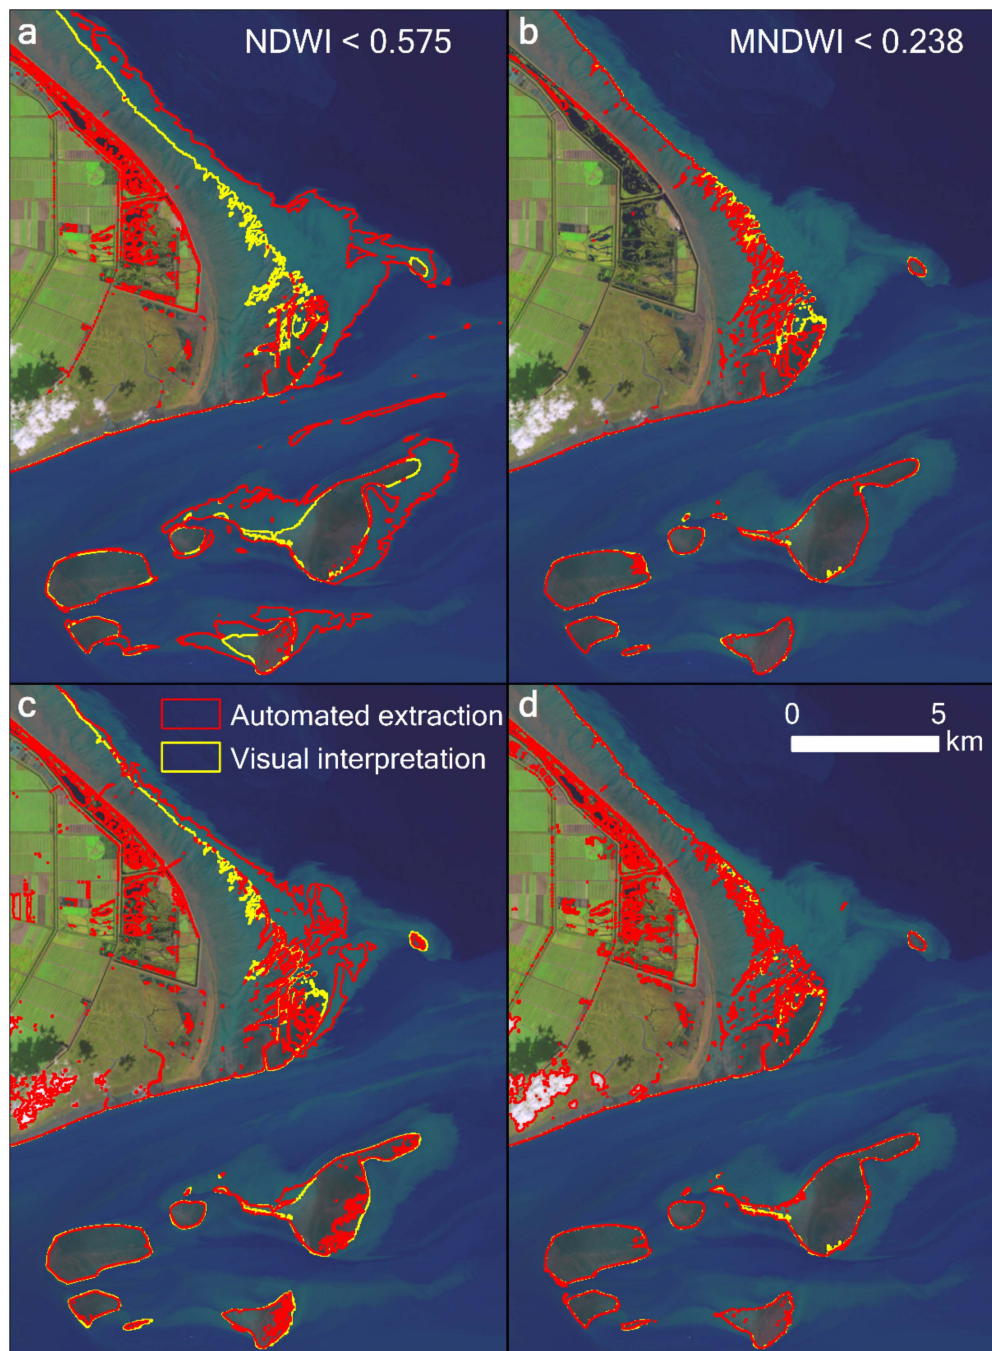 a
NDWI < 0.575
b
MNDWI < 0.238
c
Automated extraction
Visual interpretation
d
0 5
km